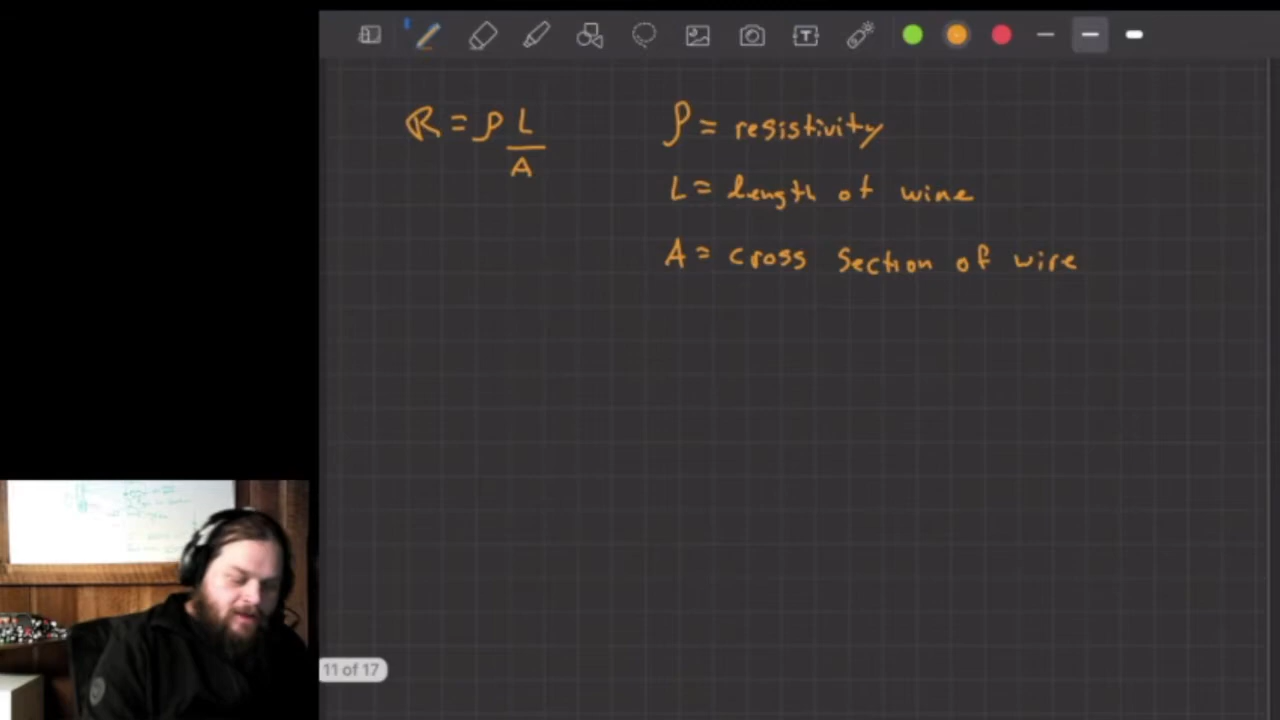 R = ρ L/A
ρ = resistivity
L = length of wire
A = cross section of wire
11 of 17